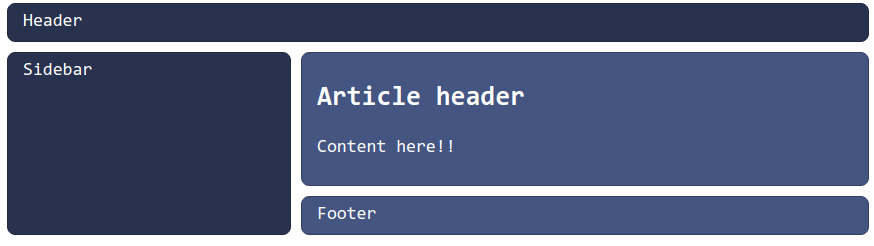 Header
Sidebar
Article header
Content here!!
Footer